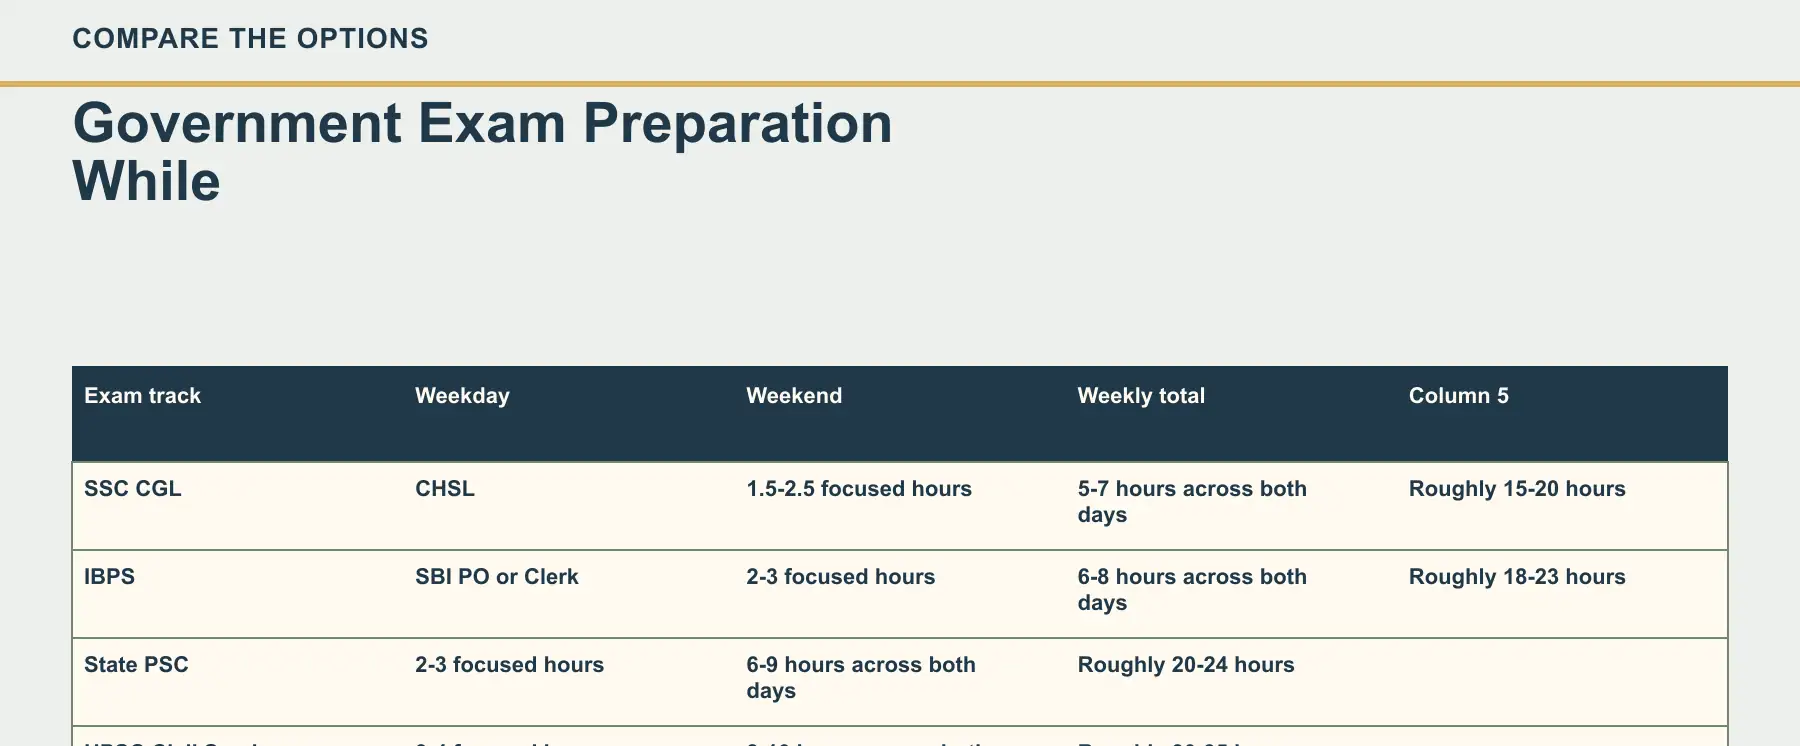 COMPARE THE OPTIONS
Government Exam Preparation
While
Exam track Weekday Weekend Weekly total Column 5
SSC CGL CHSL 1.5-2.5 focused hours 5-7 hours across both days Roughly 15-20 hours
IBPS SBI PO or Clerk 2-3 focused hours 6-8 hours across both days Roughly 18-23 hours
State PSC 2-3 focused hours 6-9 hours across both days Roughly 20-24 hours